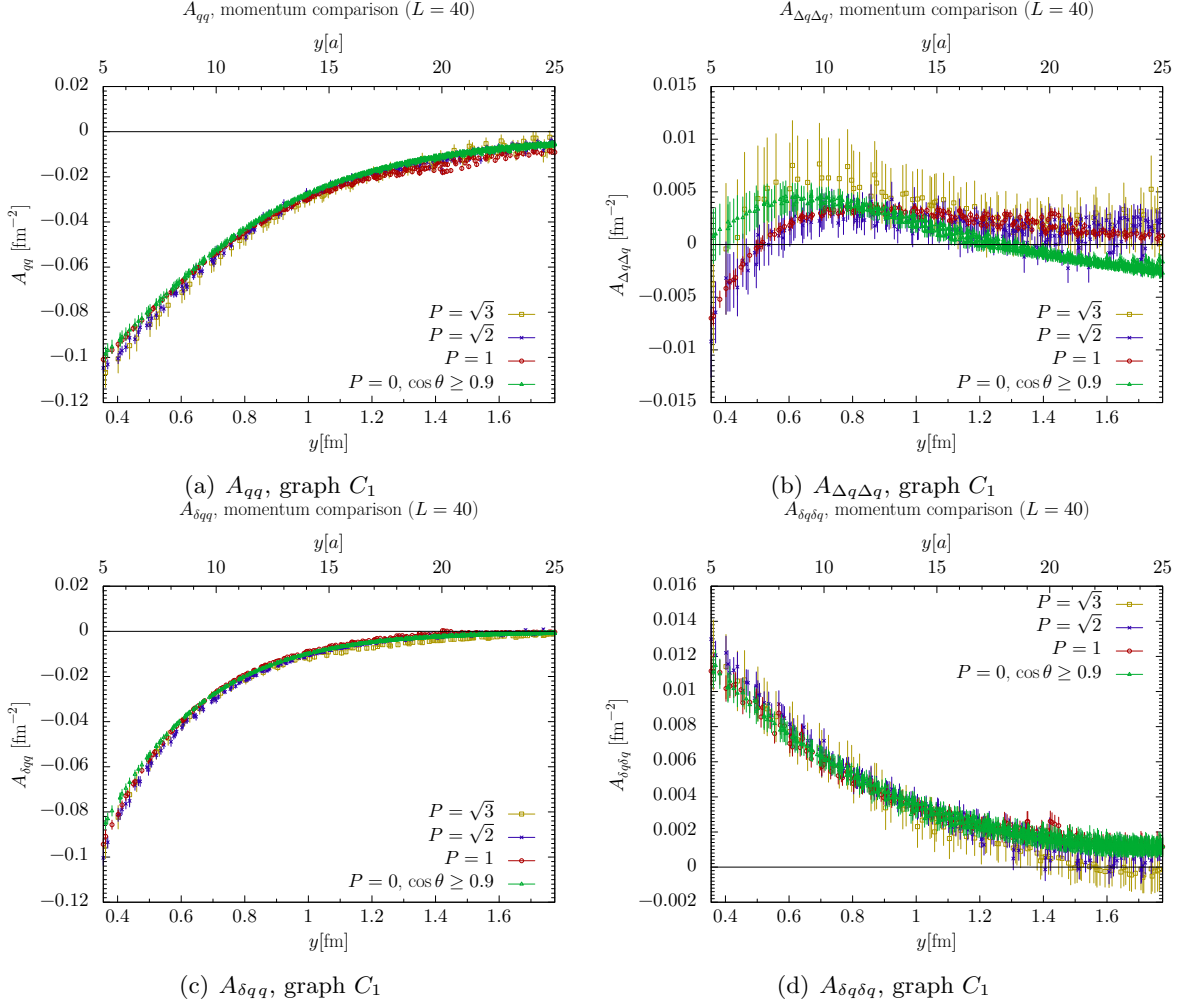 A_{qq}, momentum comparison (L = 40)
y[a]
5 10 15 20 25
0.02
0
−0.02
−0.04
−0.06
−0.08
−0.1
−0.12
A_{qq} [fm^{−2}]
P = √3
P = √2
P = 1
P = 0, cos θ ≥ 0.9
0.4 0.6 0.8 1 1.2 1.4 1.6
y[fm]
(a) A_{qq}, graph C_1
A_{ΔqΔq}, momentum comparison (L = 40)
y[a]
5 10 15 20 25
0.015
0.01
0.005
0
−0.005
−0.01
−0.015
A_{ΔqΔq} [fm^{−2}]
P = √3
P = √2
P = 1
P = 0, cos θ ≥ 0.9
0.4 0.6 0.8 1 1.2 1.4 1.6
y[fm]
(b) A_{ΔqΔq}, graph C_1
A_{δqq}, momentum comparison (L = 40)
y[a]
5 10 15 20 25
0.02
0
−0.02
−0.04
−0.06
−0.08
−0.1
−0.12
A_{δqq} [fm^{−2}]
P = √3
P = √2
P = 1
P = 0, cos θ ≥ 0.9
0.4 0.6 0.8 1 1.2 1.4 1.6
y[fm]
(c) A_{δqq}, graph C_1
A_{δqδq}, momentum comparison (L = 40)
y[a]
5 10 15 20 25
0.016
0.014
0.012
0.01
0.008
0.006
0.004
0.002
0
−0.002
A_{δqδq} [fm^{−2}]
P = √3
P = √2
P = 1
P = 0, cos θ ≥ 0.9
0.4 0.6 0.8 1 1.2 1.4 1.6
y[fm]
(d) A_{δqδq}, graph C_1